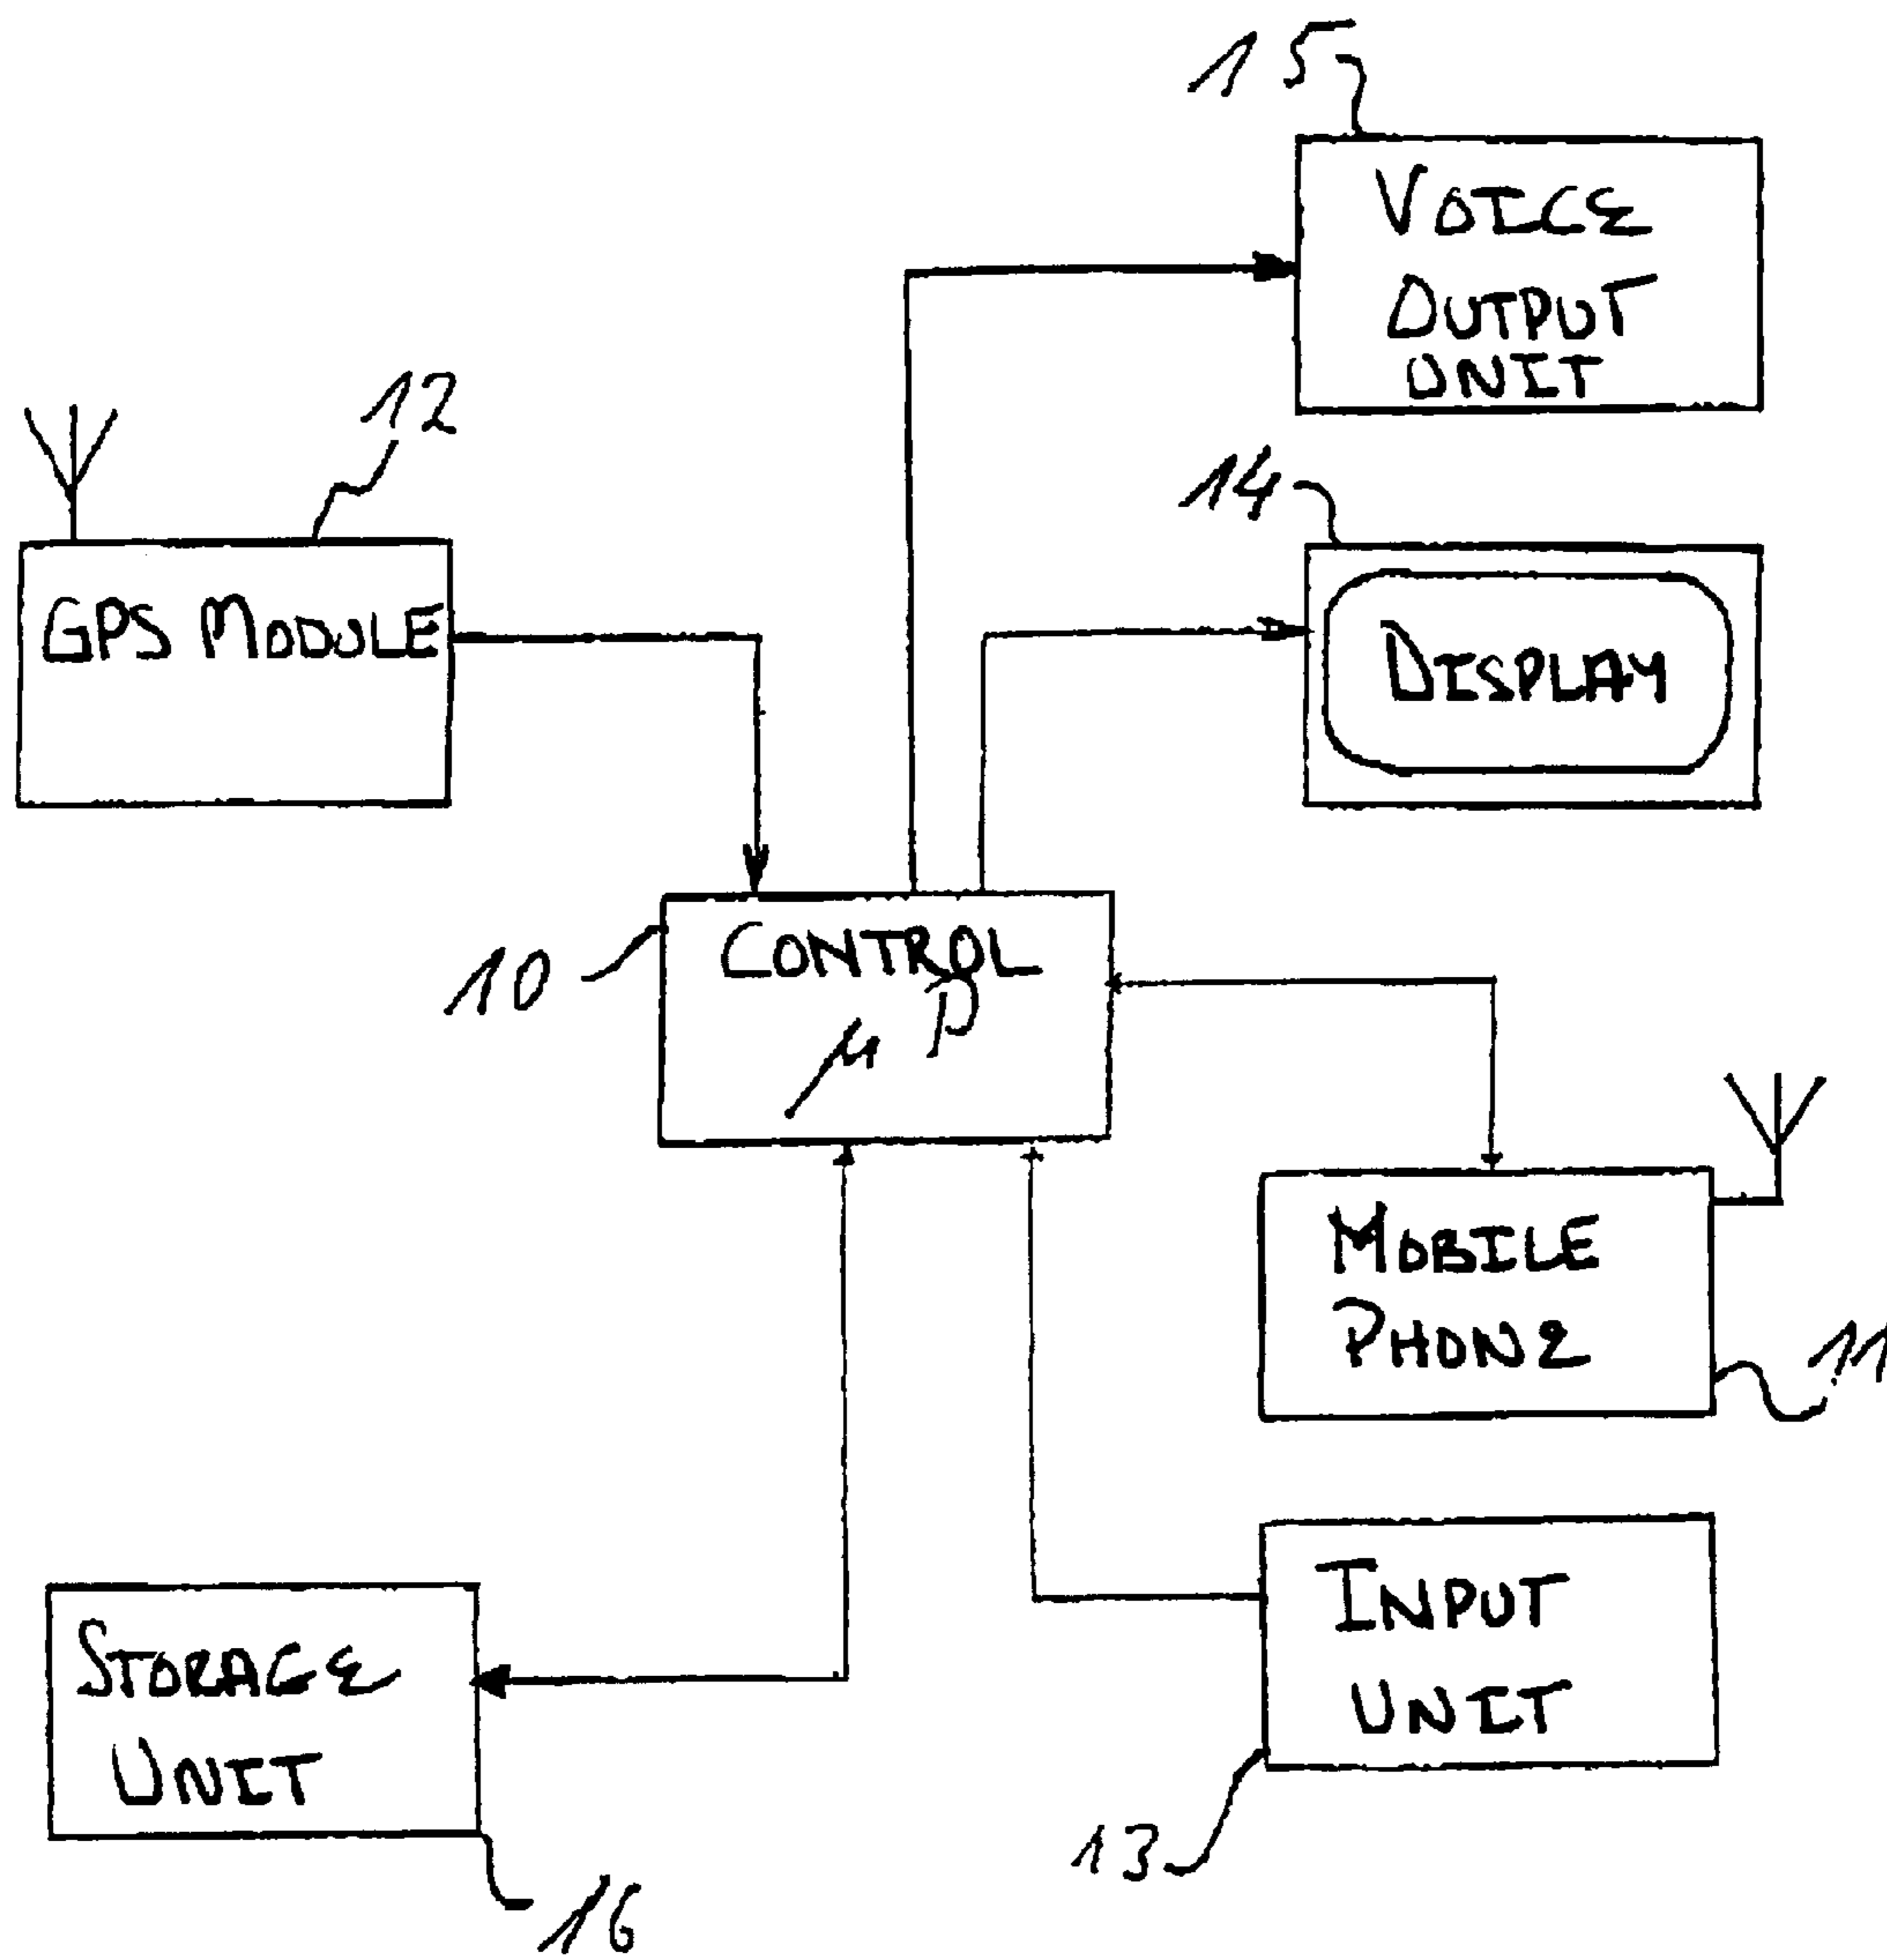 15
VOICE
OUTPUT
UNIT
12
14
GPS MODULE
DISPLAY
10
CONTROL
µP
MOBILE
PHONE
11
INPUT
UNIT
STORAGE
UNIT
13
16